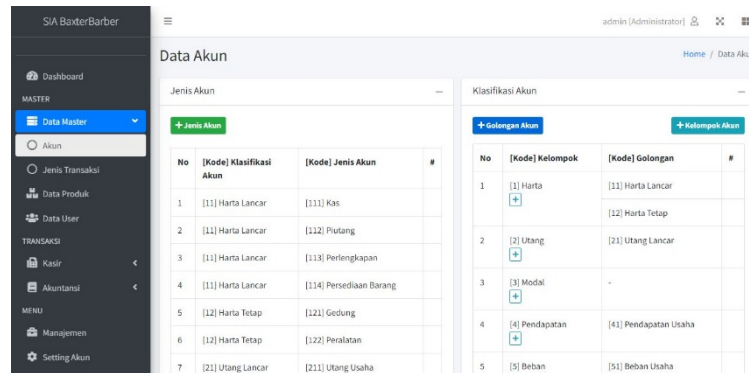 SIA BaxterBarber
admin [Administrator]
Data Akun
Home / Data Aku
Dashboard
MASTER
Data Master
Akun
Jenis Transaksi
Data Produk
Data User
TRANSAKSI
Kasir
Akuntansi
MENU
Manajemen
Setting Akun
Jenis Akun
+ Jenis Akun
No [Kode] Klasifikasi Akun [Kode] Jenis Akun #
1 [11] Harta Lancar [111] Kas
2 [11] Harta Lancar [112] Piutang
3 [11] Harta Lancar [113] Perlengkapan
4 [11] Harta Lancar [114] Persediaan Barang
5 [12] Harta Tetap [121] Gedung
6 [12] Harta Tetap [122] Peralatan
7 [21] Utang Lancar [211] Utang Usaha
Klasifikasi Akun
+ Golongan Akun + Kelompok Akun
No [Kode] Kelompok [Kode] Golongan #
1 [1] Harta [11] Harta Lancar
+
[12] Harta Tetap
2 [2] Utang [21] Utang Lancar
+
3 [3] Modal -
+
4 [4] Pendapatan [41] Pendapatan Usaha
+
5 [5] Beban [51] Beban Usaha